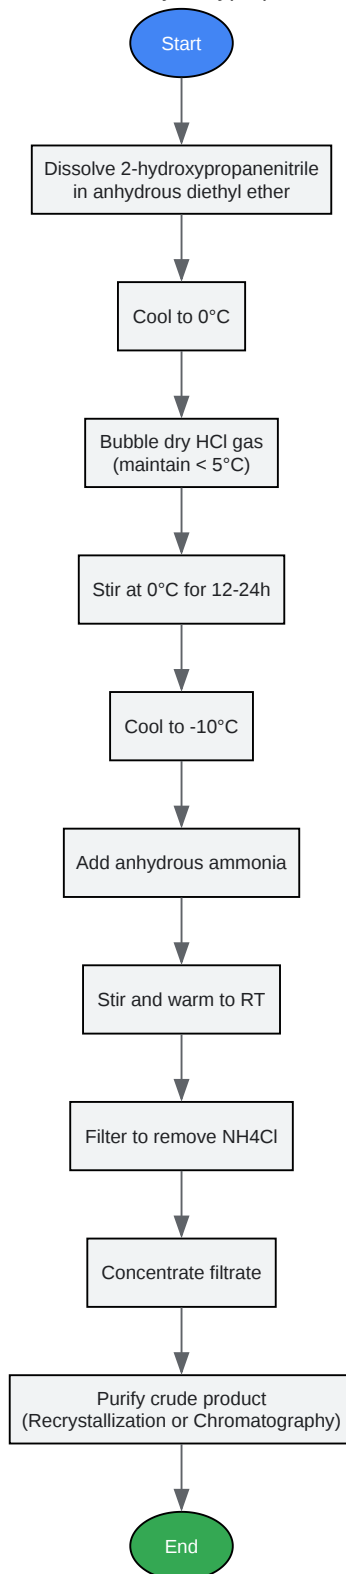 Start
Dissolve 2-hydroxypropanenitrile
in anhydrous diethyl ether
Cool to 0°C
Bubble dry HCl gas
(maintain < 5°C)
Stir at 0°C for 12-24h
Cool to -10°C
Add anhydrous ammonia
Stir and warm to RT
Filter to remove NH4Cl
Concentrate filtrate
Purify crude product
(Recrystallization or Chromatography)
End